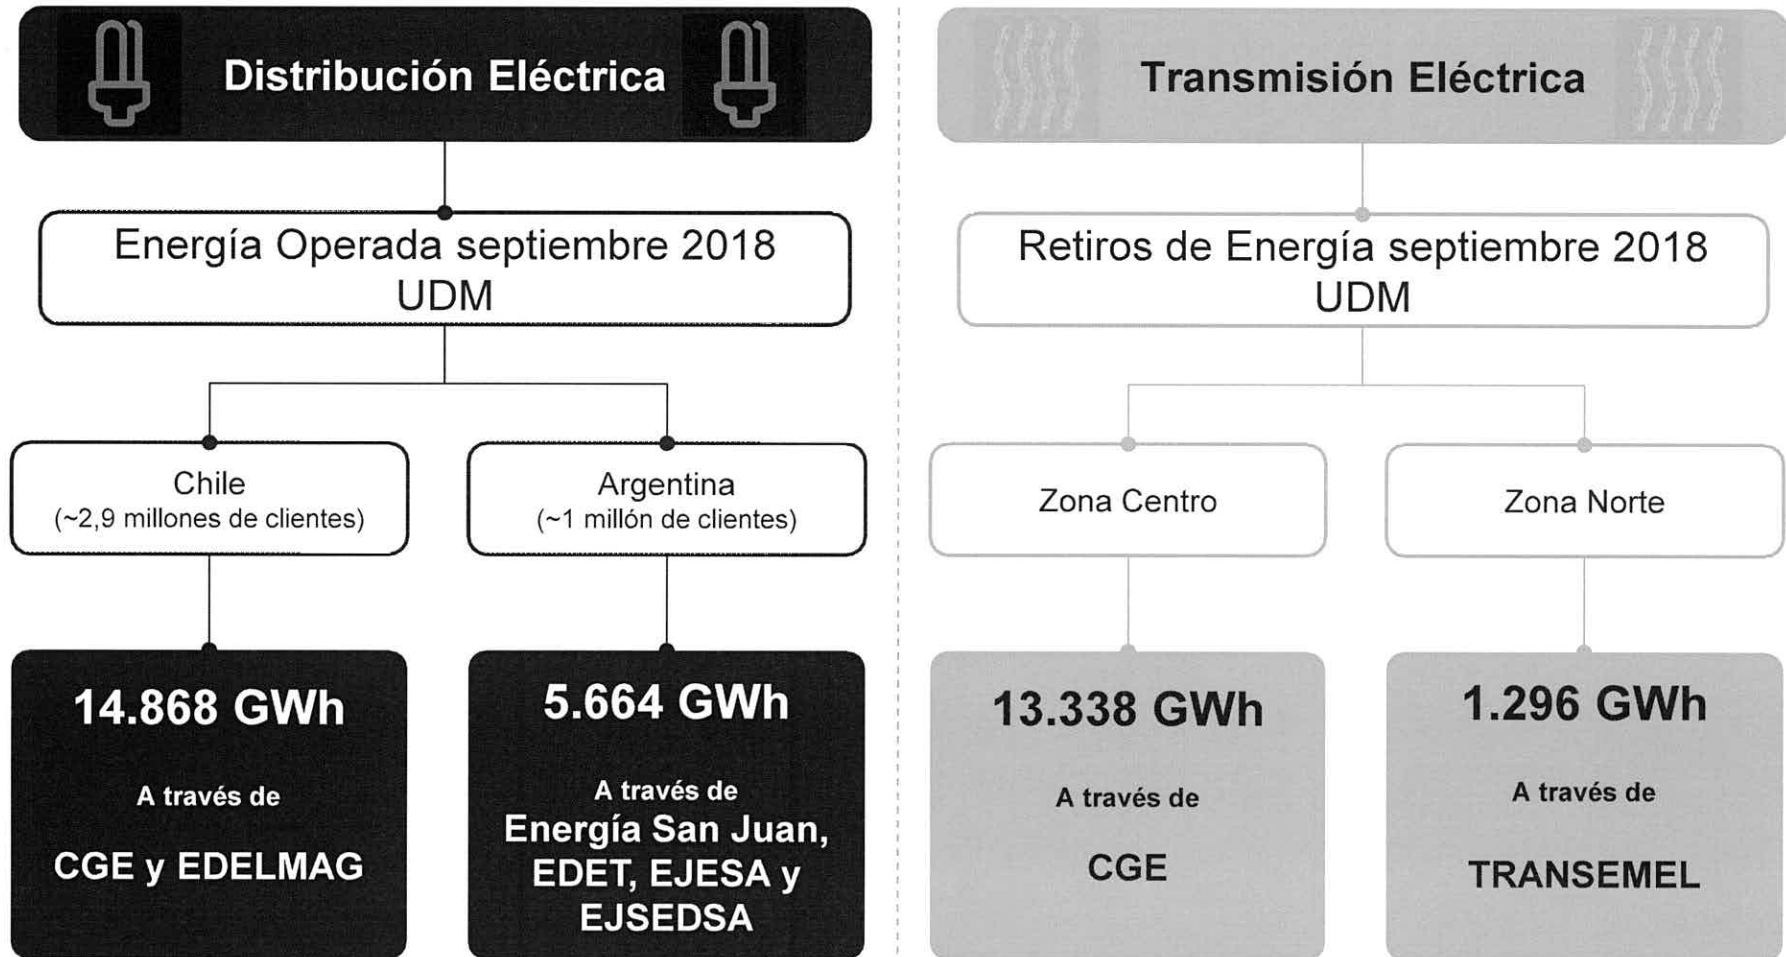 Distribución Eléctrica
Energía Operada septiembre 2018
UDM
Chile
(~2,9 millones de clientes)
Argentina
(~1 millón de clientes)
14.868 GWh
A través de
CGE y EDELMAG
5.664 GWh
A través de
Energía San Juan,
EDET, EJESA y
EJSEDSA
Transmisión Eléctrica
Retiros de Energía septiembre 2018
UDM
Zona Centro
Zona Norte
13.338 GWh
A través de
CGE
1.296 GWh
A través de
TRANSEMEL